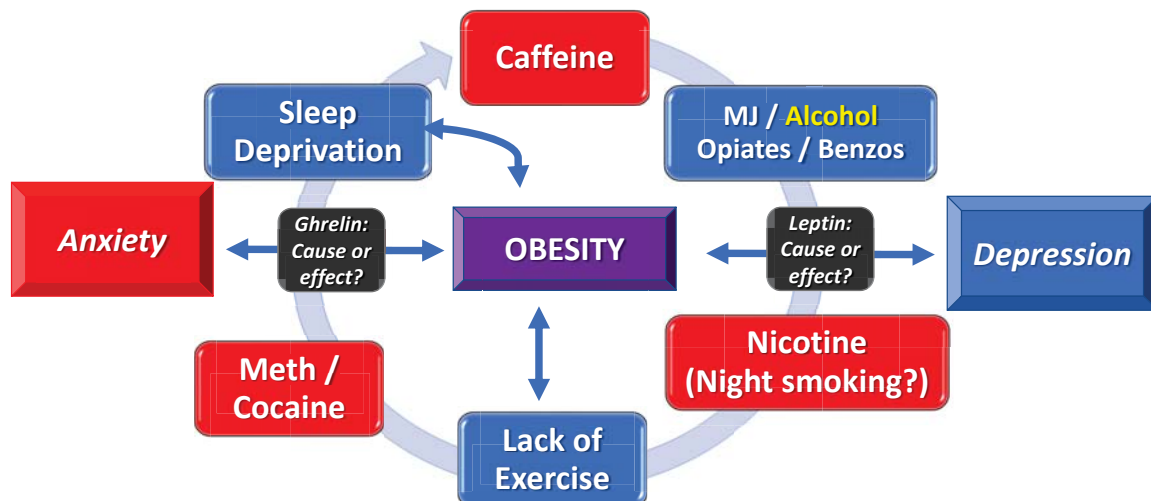 Caffeine
Sleep
Deprivation
MJ / Alcohol
Opiates / Benzos
Anxiety
Ghrelin:
Cause or
effect?
OBESITY
Leptin:
Cause or
effect?
Depression
Meth /
Cocaine
Nicotine
(Night smoking?)
Lack of
Exercise